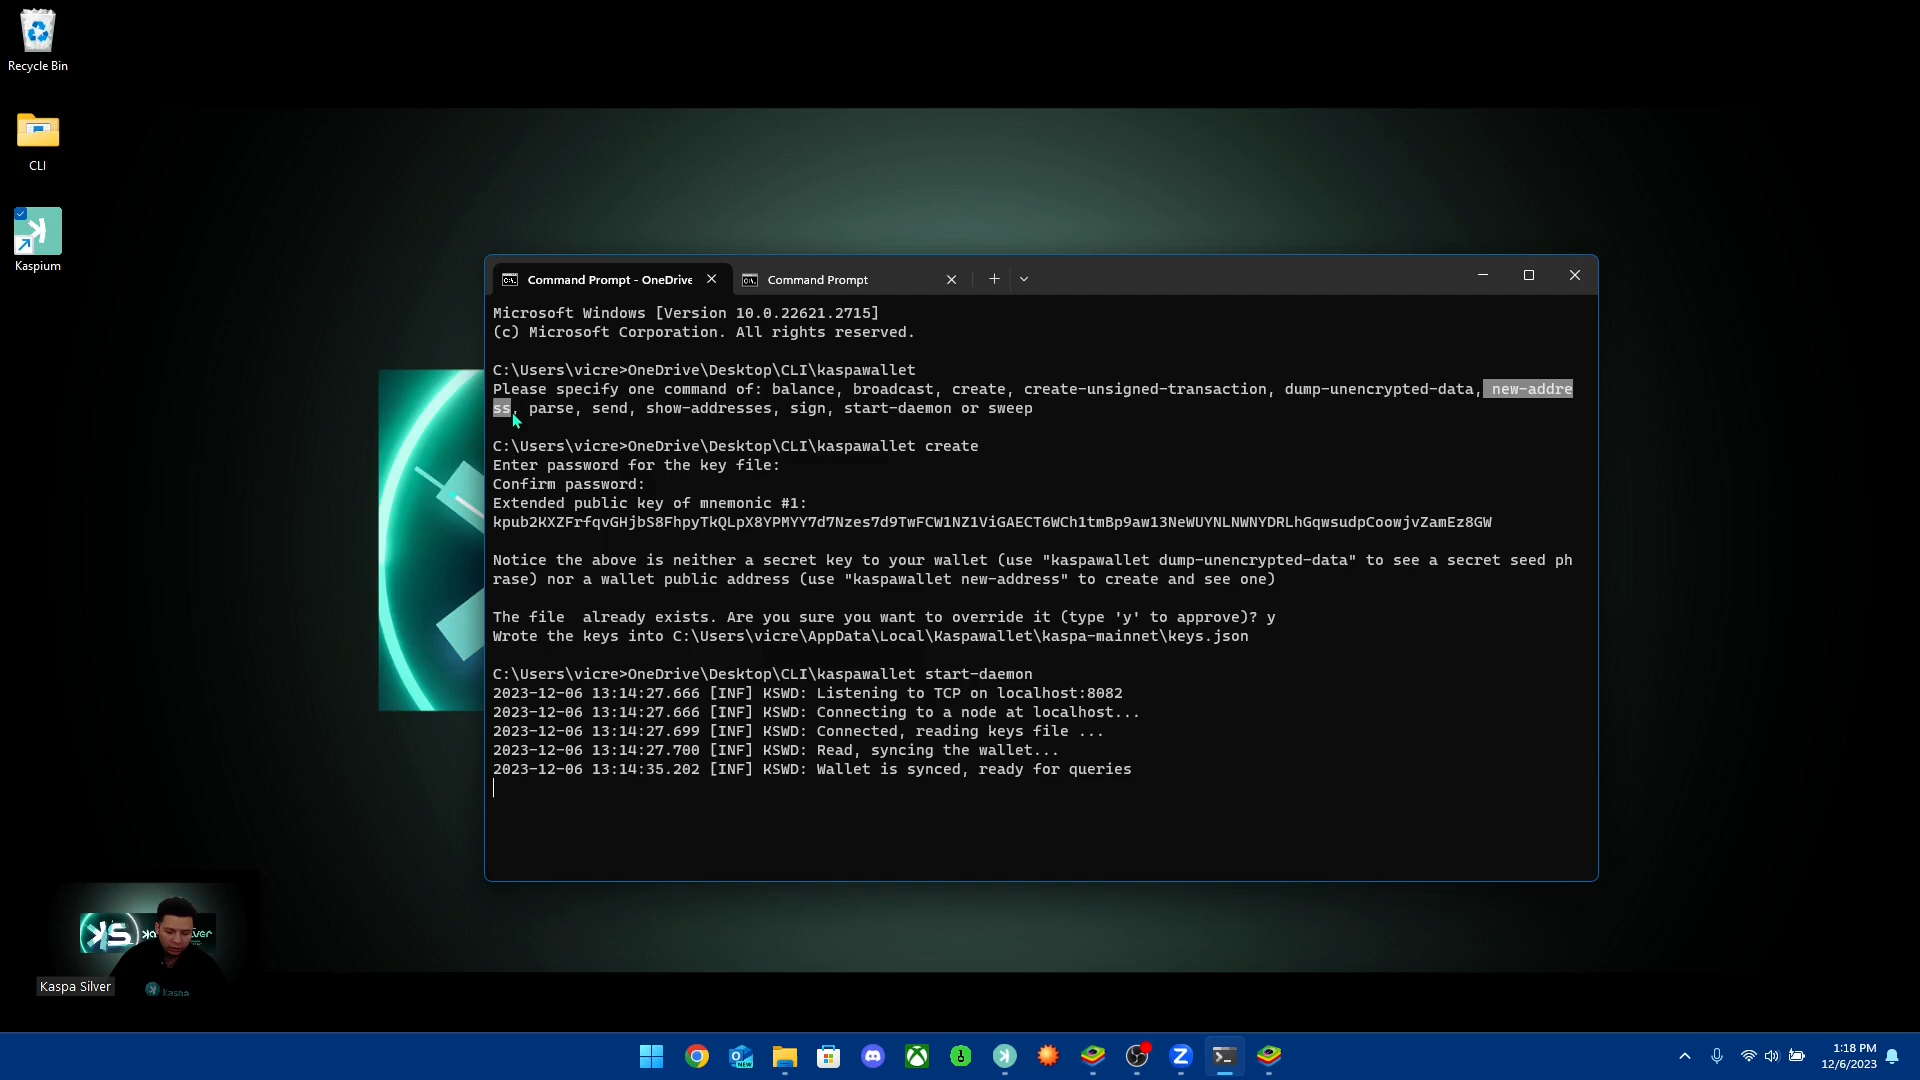 Recycle Bin
CLI
Kaspium
Command Prompt - OneDrive
Command Prompt
Microsoft Windows [Version 10.0.22621.2715]
(c) Microsoft Corporation. All rights reserved.
C:\Users\vicre>OneDrive\Desktop\CLI\kaspawallet
Please specify one command of: balance, broadcast, create, create-unsigned-transaction, dump-unencrypted-data, new-addre
ss, parse, send, show-addresses, sign, start-daemon or sweep
C:\Users\vicre>OneDrive\Desktop\CLI\kaspawallet create
Enter password for the key file:
Confirm password:
Extended public key of mnemonic #1:
kpub2KXZFrfqvGHjbS8FhpyTkQLpX8YPMYY7d7Nzes7d9TwFCW1NZ1ViGAECT6WCh1tmBp9aw13NeWUYNLNWNYDRLhGqwsudpCoowjvZamEz8GW
Notice the above is neither a secret key to your wallet (use "kaspawallet dump-unencrypted-data" to see a secret seed ph
rase) nor a wallet public address (use "kaspawallet new-address" to create and see one)
The file  already exists. Are you sure you want to override it (type 'y' to approve)? y
Wrote the keys into C:\Users\vicre\AppData\Local\Kaspawallet\kaspa-mainnet\keys.json
C:\Users\vicre>OneDrive\Desktop\CLI\kaspawallet start-daemon
2023-12-06 13:14:27.666 [INF] KSWD: Listening to TCP on localhost:8082
2023-12-06 13:14:27.666 [INF] KSWD: Connecting to a node at localhost...
2023-12-06 13:14:27.699 [INF] KSWD: Connected, reading keys file ...
2023-12-06 13:14:27.700 [INF] KSWD: Read, syncing the wallet...
2023-12-06 13:14:35.202 [INF] KSWD: Wallet is synced, ready for queries
Kaspa Silver
kaspa
1:18 PM
12/6/2023